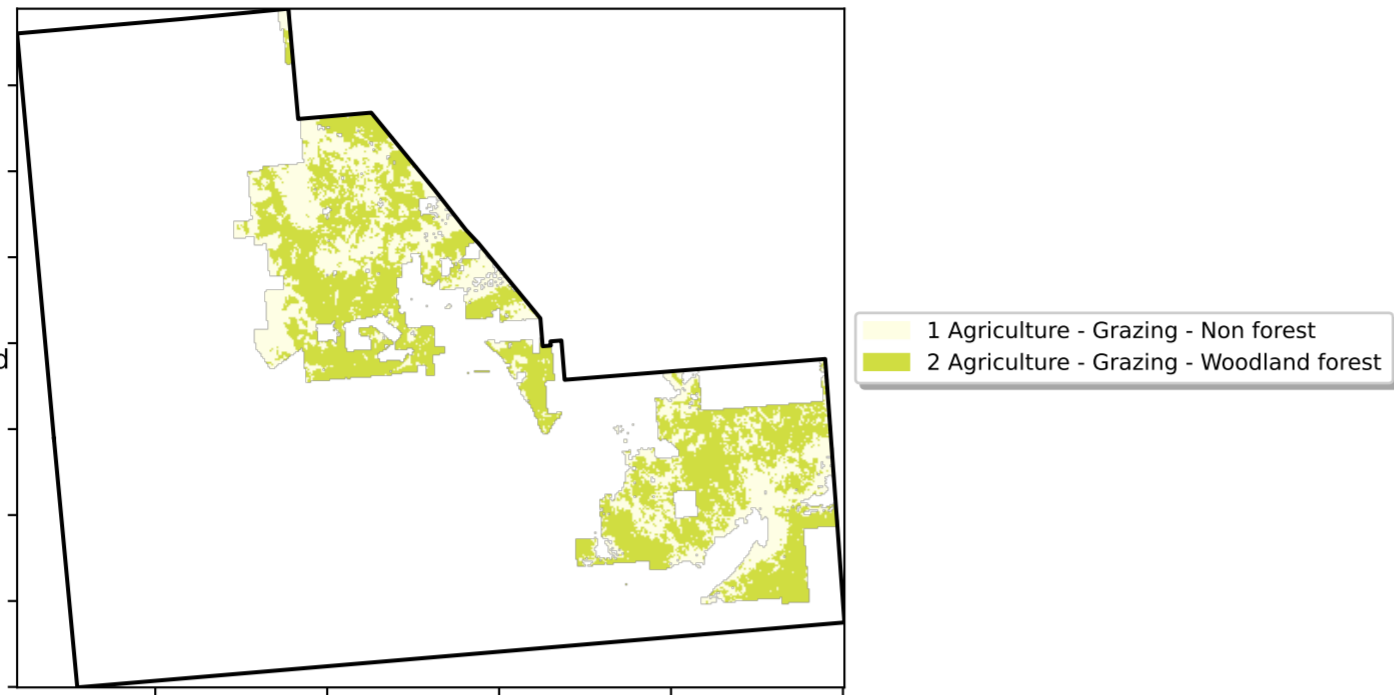 1 Agriculture - Grazing - Non forest
2 Agriculture - Grazing - Woodland forest